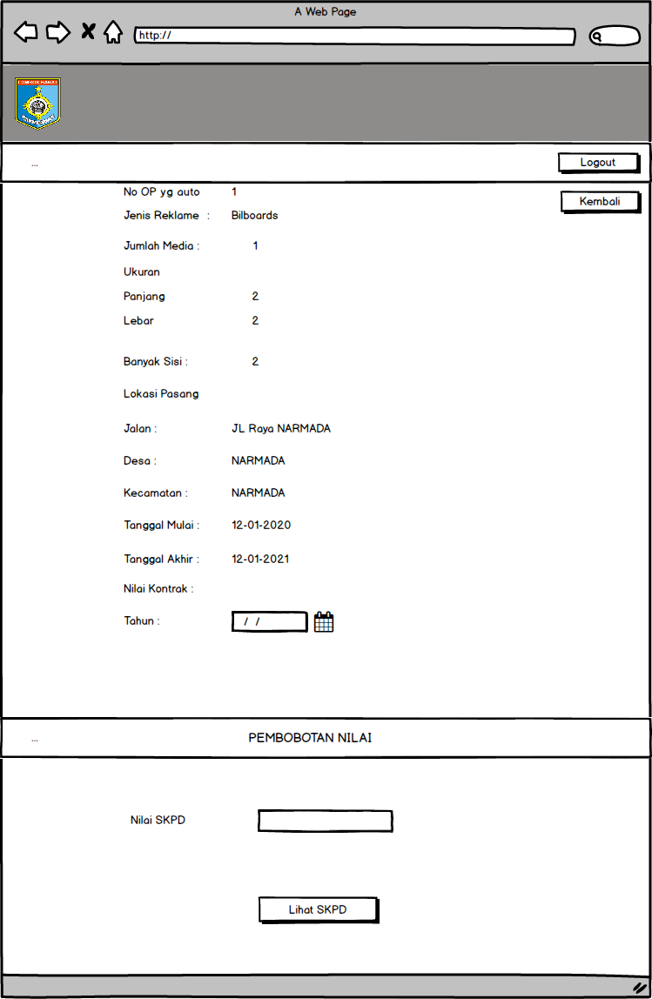 A Web Page
http://
LOMBOK BARAT
...
Logout
No OP yg auto 1
Kembali
Jenis Reklame : Bilboards
Jumlah Media : 1
Ukuran
Panjang 2
Lebar 2
Banyak Sisi : 2
Lokasi Pasang
Jalan : JL Raya NARMADA
Desa : NARMADA
Kecamatan : NARMADA
Tanggal Mulai : 12-01-2020
Tanggal Akhir : 12-01-2021
Nilai Kontrak :
Tahun : / /
... PEMBOBOTAN NILAI
Nilai SKPD
Lihat SKPD